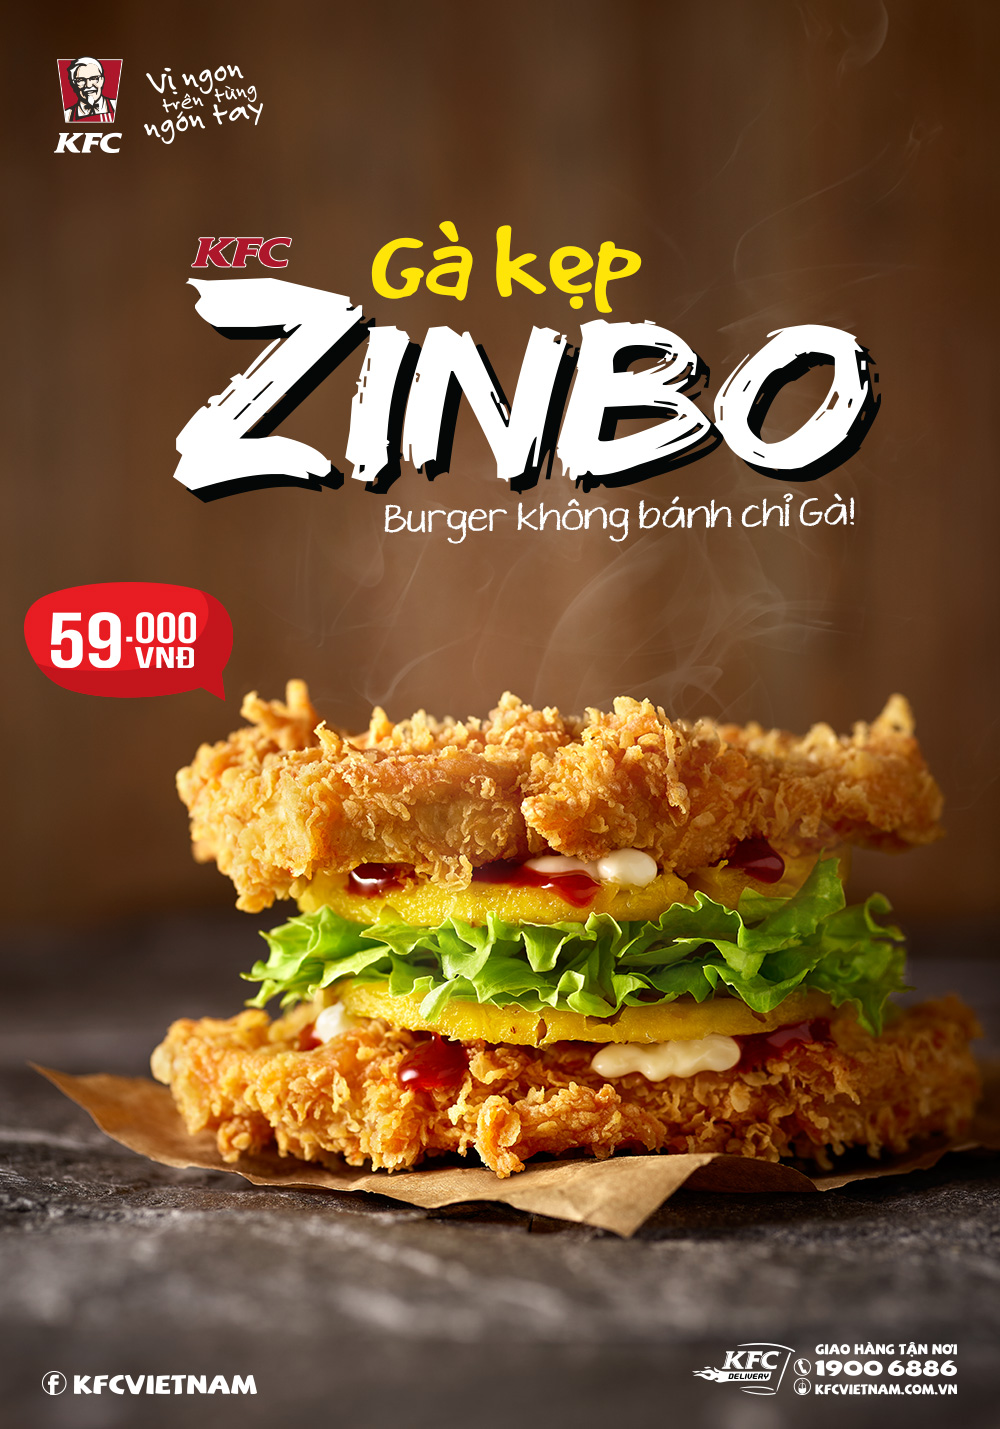 KFC
Vị ngon
trên từng
ngón tay
KFC
Gà kẹp
ZINBO
Burger không bánh chỉ Gà!
59.000
VNĐ
KFCVIETNAM
KFC
DELIVERY
GIAO HÀNG TẬN NƠI
1900 6886
KFCVIETNAM.COM.VN